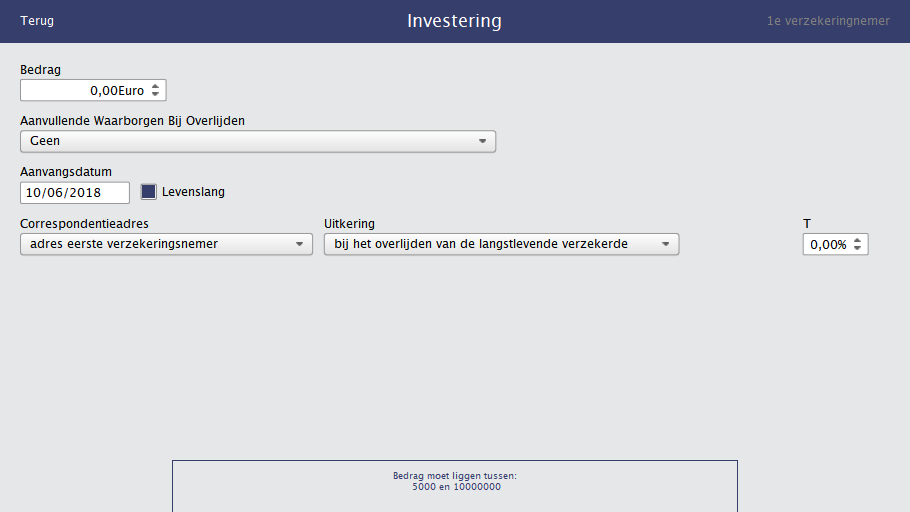 Terug
Investering
1e verzekeringnemer
Bedrag
0,00Euro
Aanvullende Waarborgen Bij Overlijden
Geen
Aanvangsdatum
10/06/2018
Levenslang
Correspondentieadres
Uitkering
T
adres eerste verzekeringsnemer
bij het overlijden van de langstlevende verzekerde
0,00%
Bedrag moet liggen tussen:
5000 en 10000000